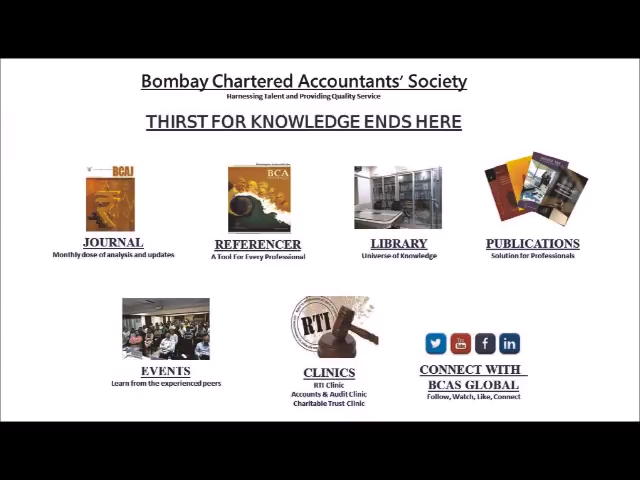 Bombay Chartered Accountants' Society
Harnessing Talent and Providing Quality Service
THIRST FOR KNOWLEDGE ENDS HERE
BCAJ
BCA
JOURNAL
Monthly dose of analysis and updates
REFERENCER
A Tool For Every Professional
LIBRARY
Universe of Knowledge
PUBLICATIONS
Solution for Professionals
RTI
You
EVENTS
Learn from the experienced peers
CLINICS
RTI Clinic
Accounts & Audit Clinic
Charitable Trust Clinic
CONNECT WITH
BCAS GLOBAL
Follow, Watch, Like, Connect